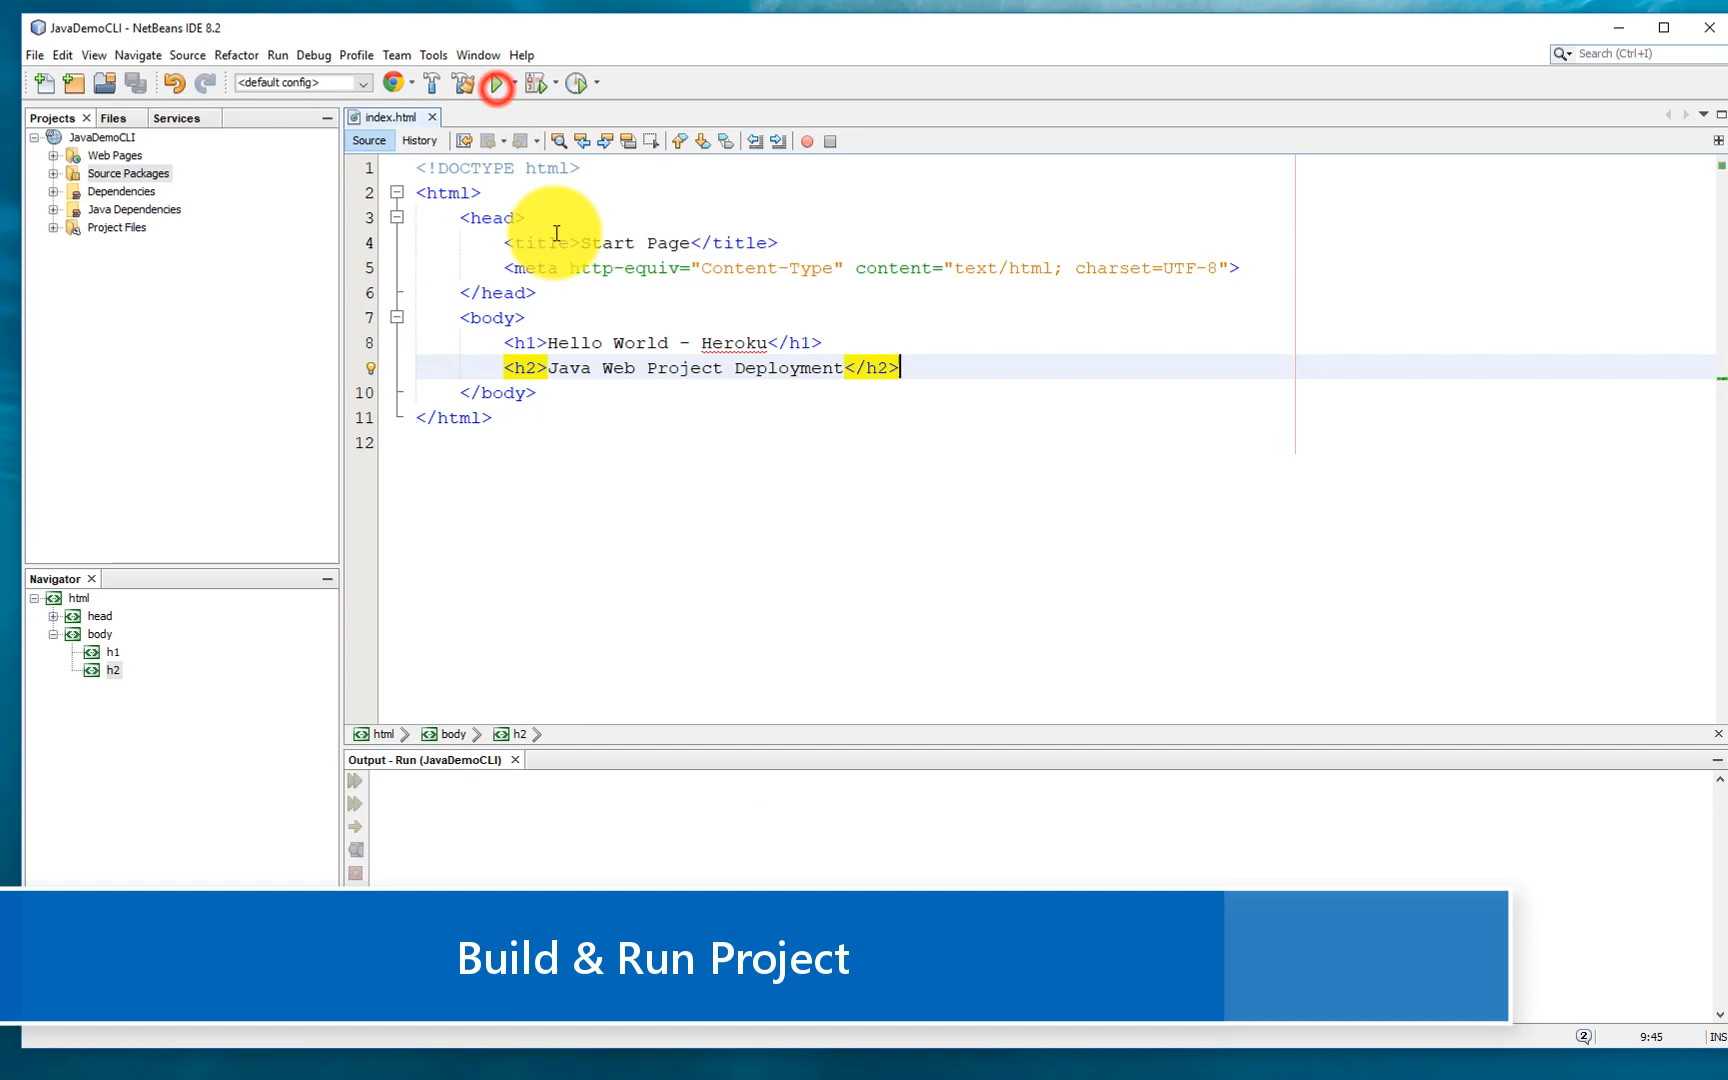 JavaDemoCLI - NetBeans IDE 8.2
File Edit View Navigate Source Refactor Run Debug Profile Team Tools Window Help
Search (Ctrl+I)
<default config>
Projects Files Services
index.html
Source History
JavaDemoCLI
Web Pages
Source Packages
Dependencies
Java Dependencies
Project Files
1 <!DOCTYPE html>
2 <html>
3 <head>
4 <title>Start Page</title>
5 <meta http-equiv="Content-Type" content="text/html; charset=UTF-8">
6 </head>
7 <body>
8 <h1>Hello World - Heroku</h1>
<h2>Java Web Project Deployment</h2>
10 </body>
11 </html>
12
Navigator
html
head
body
h1
h2
html body h2
Output - Run (JavaDemoCLI)
Build & Run Project
2 9:45 INS